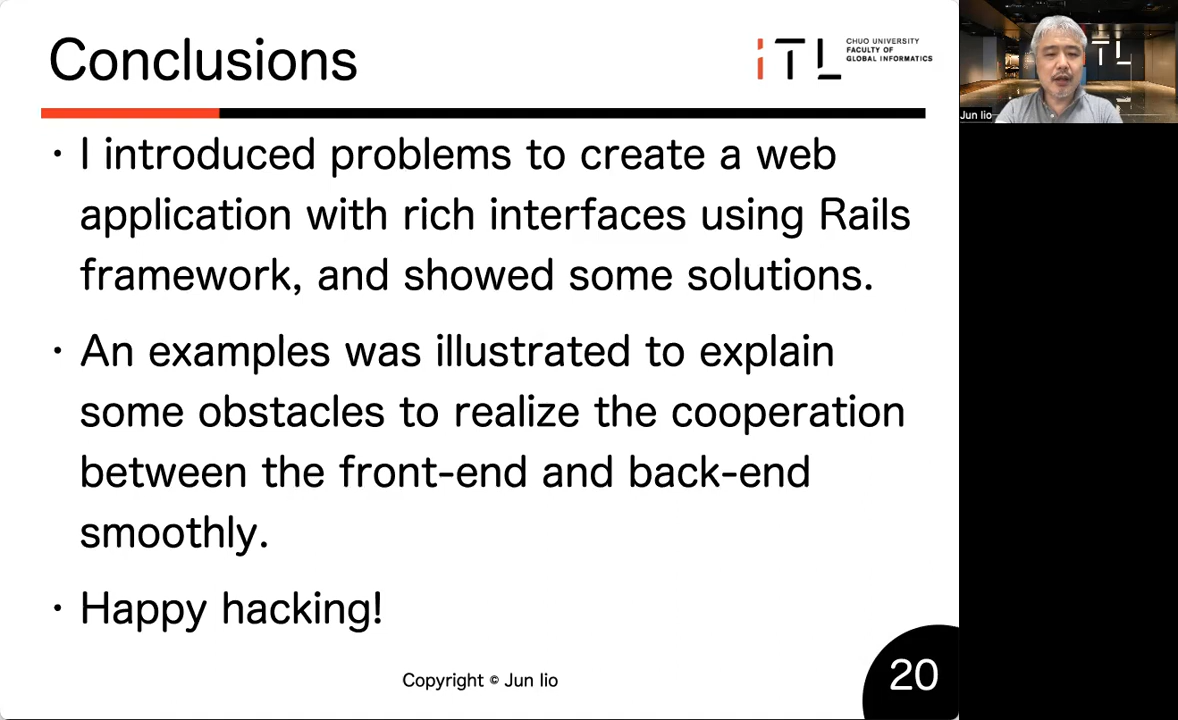 Conclusions
iTL
CHUO UNIVERSITY
FACULTY OF
GLOBAL INFORMATICS
・I introduced problems to create a web
application with rich interfaces using Rails
framework, and showed some solutions.
・An examples was illustrated to explain
some obstacles to realize the cooperation
between the front-end and back-end
smoothly.
・Happy hacking!
Copyright © Jun Iio
20
TL
Jun Iio